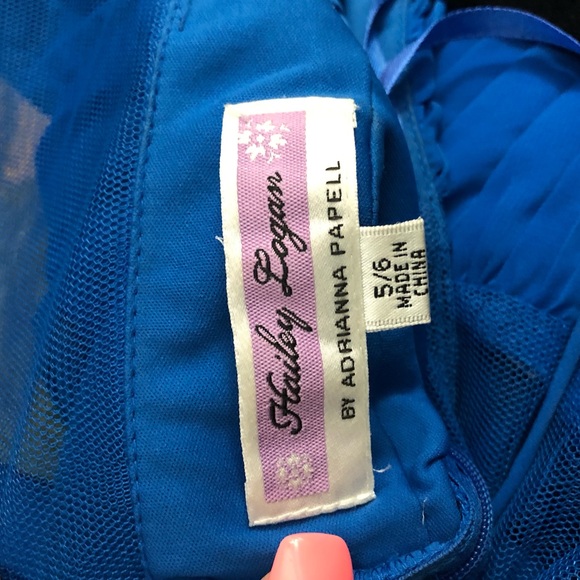 Hailey Logan
BY ADRIANNA PAPELL
5/6
MADE IN
CHINA